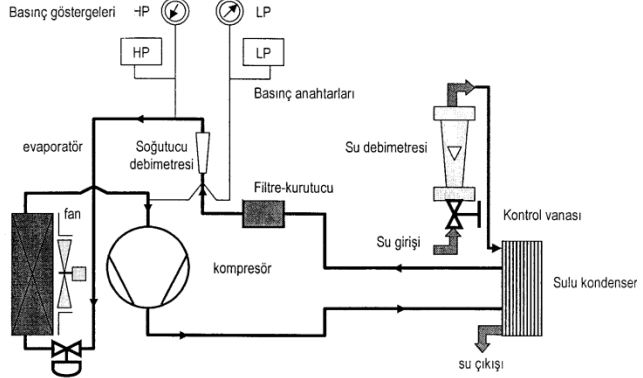 Basınç göstergeleri HP LP
HP LP
Basınç anahtarları
evaporatör
Soğutucu
debimetresi
Su debimetresi
Filtre-kurutucu
fan
Kontrol vanası
Su girişi
kompresör
Sulu kondenser
su çıkışı